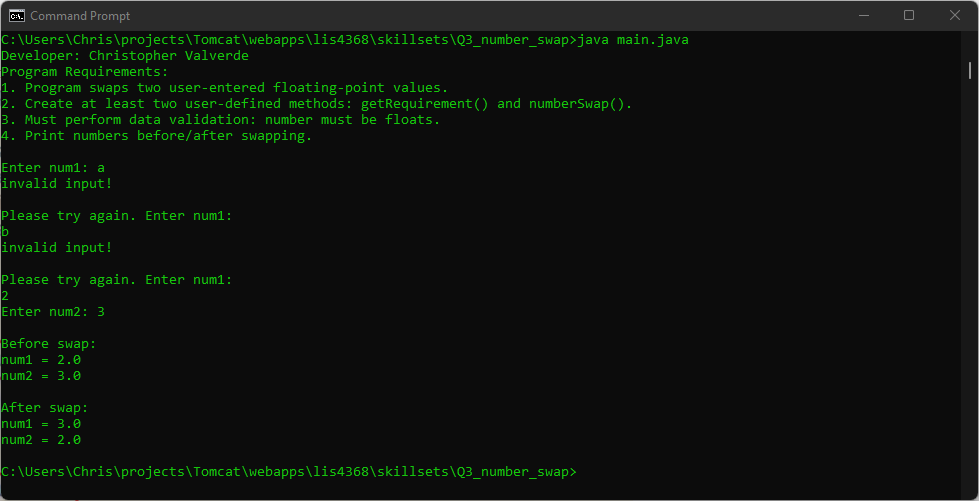 Command Prompt
C:\Users\Chris\projects\Tomcat\webapps\lis4368\skillsets\Q3_number_swap>java main.java
Developer: Christopher Valverde
Program Requirements:
1. Program swaps two user-entered floating-point values.
2. Create at least two user-defined methods: getRequirement() and numberSwap().
3. Must perform data validation: number must be floats.
4. Print numbers before/after swapping.
Enter num1: a
invalid input!
Please try again. Enter num1:
b
invalid input!
Please try again. Enter num1:
2
Enter num2: 3
Before swap:
num1 = 2.0
num2 = 3.0
After swap:
num1 = 3.0
num2 = 2.0
C:\Users\Chris\projects\Tomcat\webapps\lis4368\skillsets\Q3_number_swap>